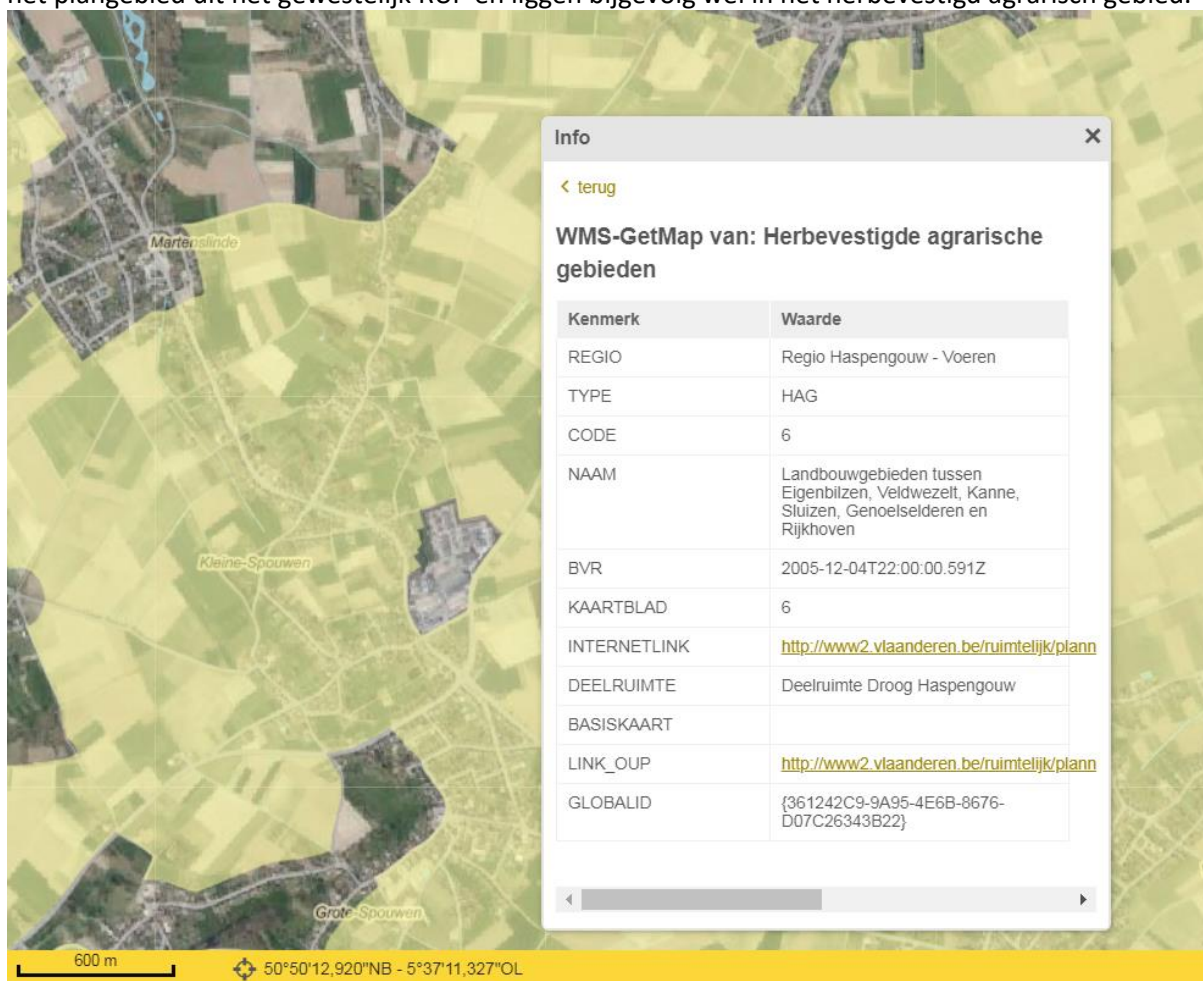 het plangebied uit het gewestelijk RUP en liggen bijgevolg wel in het herbevestigd agrarisch gebied.
Info
< terug
WMS-GetMap van: Herbevestigde agrarische
gebieden
Kenmerk Waarde
REGIO Regio Haspengouw - Voeren
TYPE HAG
CODE 6
NAAM Landbouwgebieden tussen
Eigenbilzen, Veldwezelt, Kanne,
Sluizen, Genoelselderen en
Rijkhoven
BVR 2005-12-04T22:00:00.591Z
KAARTBLAD 6
INTERNETLINK http://www2.vlaanderen.be/ruimtelijk/plann
DEELRUIMTE Deelruimte Droog Haspengouw
BASISKAART
LINK_OUP http://www2.vlaanderen.be/ruimtelijk/plann
GLOBALID {361242C9-9A95-4E6B-8676-
D07C26343B22}
Martenslinde
Kleine-Spouwen
Grote-Spouwen
600 m
50°50'12,920"NB - 5°37'11,327"OL